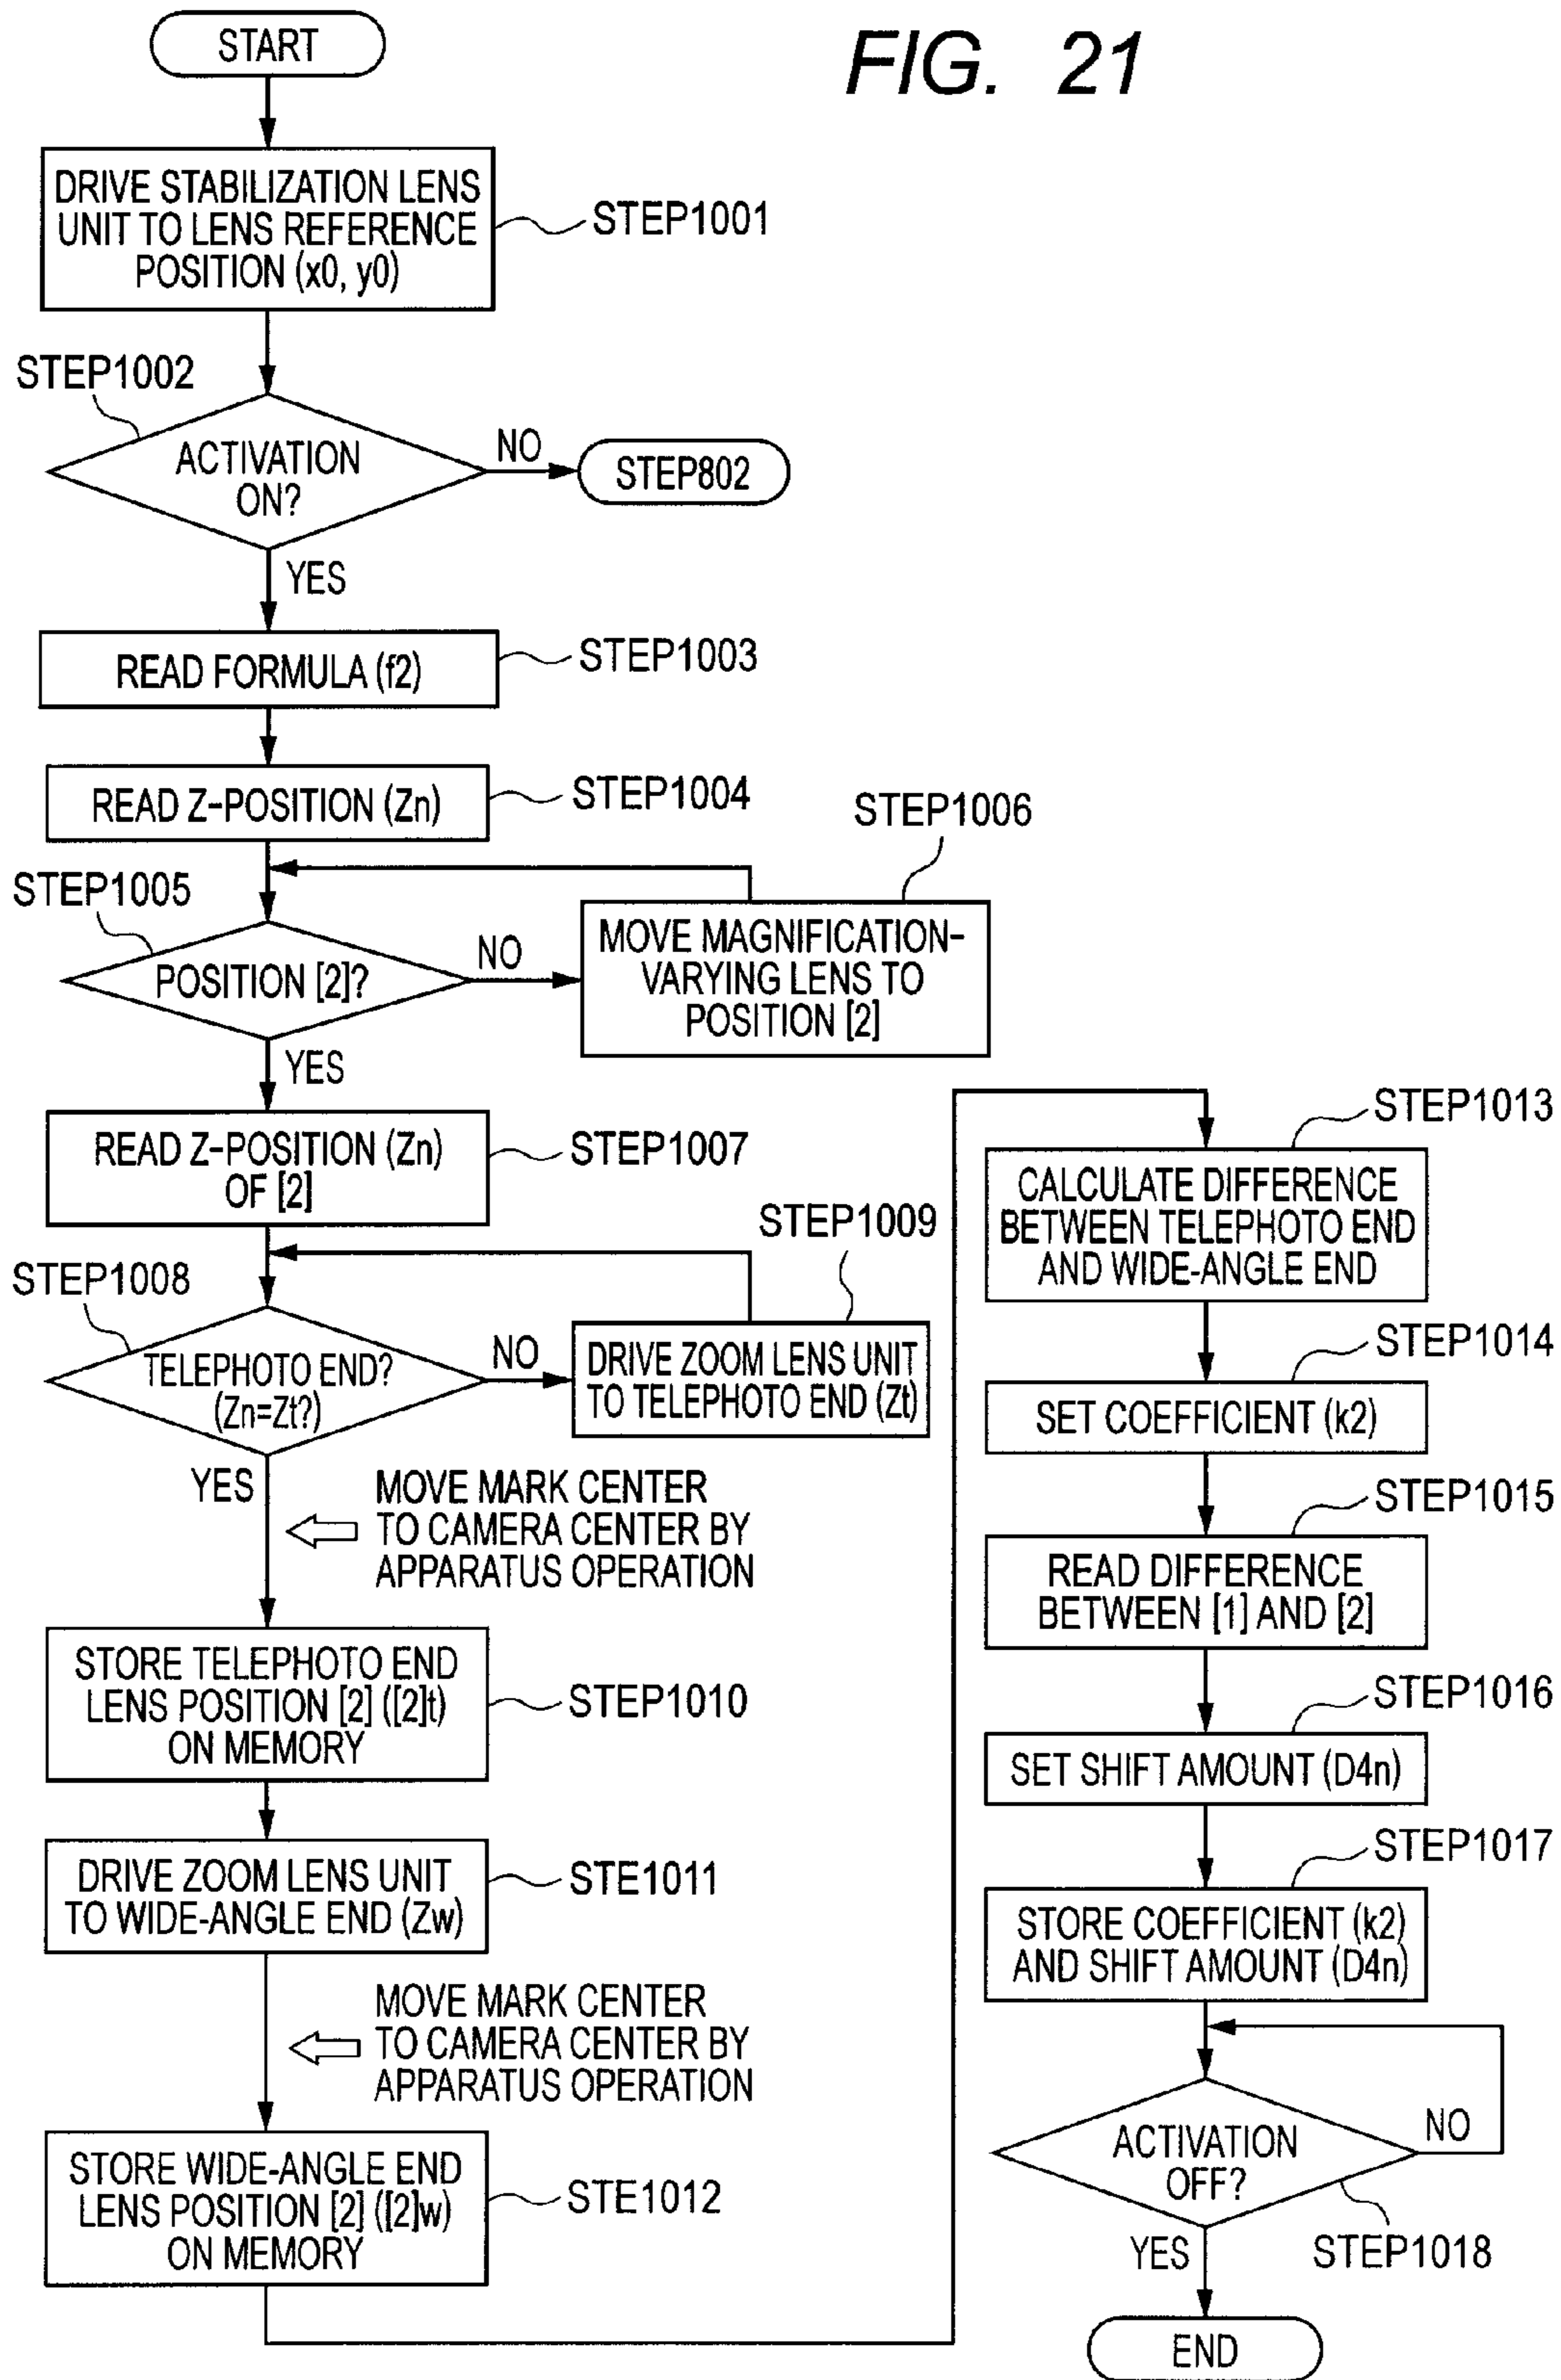 FIG. 21
START
DRIVE STABILIZATION LENS
UNIT TO LENS REFERENCE
POSITION (x0, y0)
STEP1001
STEP1002
ACTIVATION
ON?
NO
STEP802
YES
READ FORMULA (f2)
STEP1003
READ Z-POSITION (Zn)
STEP1004
STEP1005
POSITION [2]?
NO
STEP1006
MOVE MAGNIFICATION-
VARYING LENS TO
POSITION [2]
YES
READ Z-POSITION (Zn)
OF [2]
STEP1007
STEP1008
TELEPHOTO END?
(Zn=Zt?)
NO
STEP1009
DRIVE ZOOM LENS UNIT
TO TELEPHOTO END (Zt)
YES
MOVE MARK CENTER
TO CAMERA CENTER BY
APPARATUS OPERATION
STORE TELEPHOTO END
LENS POSITION [2] ([2]t)
ON MEMORY
STEP1010
DRIVE ZOOM LENS UNIT
TO WIDE-ANGLE END (Zw)
STE1011
MOVE MARK CENTER
TO CAMERA CENTER BY
APPARATUS OPERATION
STORE WIDE-ANGLE END
LENS POSITION [2] ([2]w)
ON MEMORY
STE1012
STEP1013
CALCULATE DIFFERENCE
BETWEEN TELEPHOTO END
AND WIDE-ANGLE END
STEP1014
SET COEFFICIENT (k2)
STEP1015
READ DIFFERENCE
BETWEEN [1] AND [2]
STEP1016
SET SHIFT AMOUNT (D4n)
STEP1017
STORE COEFFICIENT (k2)
AND SHIFT AMOUNT (D4n)
ACTIVATION
OFF?
NO
STEP1018
YES
END